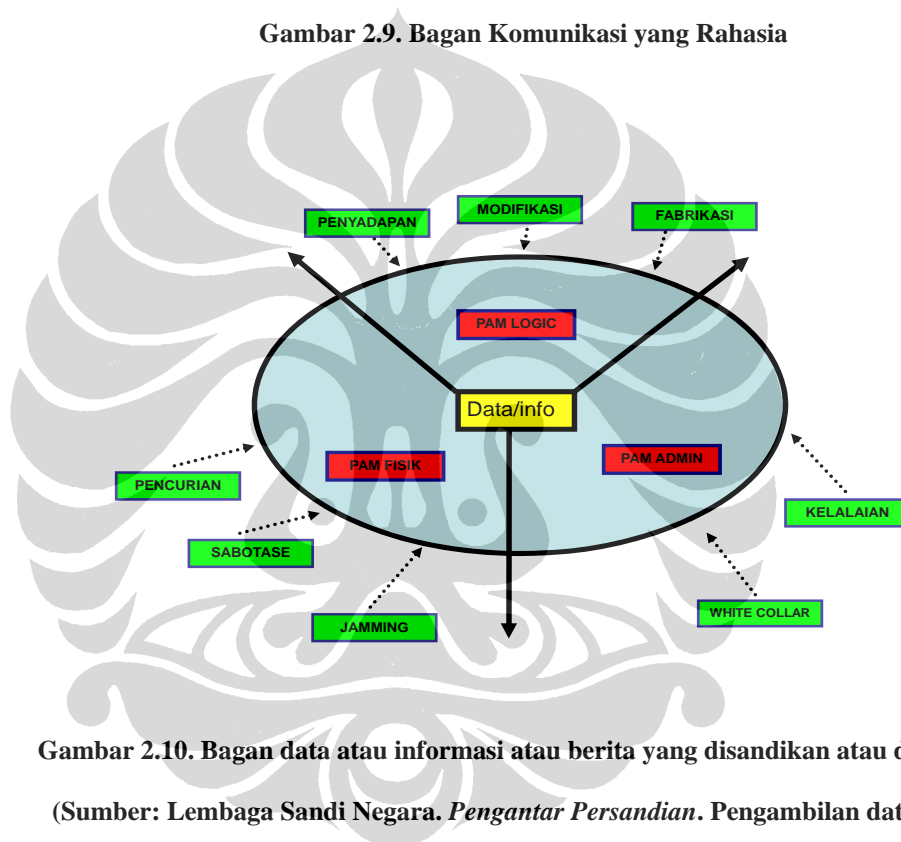 Gambar 2.9. Bagan Komunikasi yang Rahasia
PENYADAPAN
MODIFIKASI
FABRIKASI
PAM LOGIC
Data/info
PAM FISIK
PAM ADMIN
PENCURIAN
KELALAIAN
SABOTASE
WHITE COLLAR
JAMMING
Gambar 2.10. Bagan data atau informasi atau berita yang disandikan atau
(Sumber: Lembaga Sandi Negara. Pengantar Persandian. Pengambilan